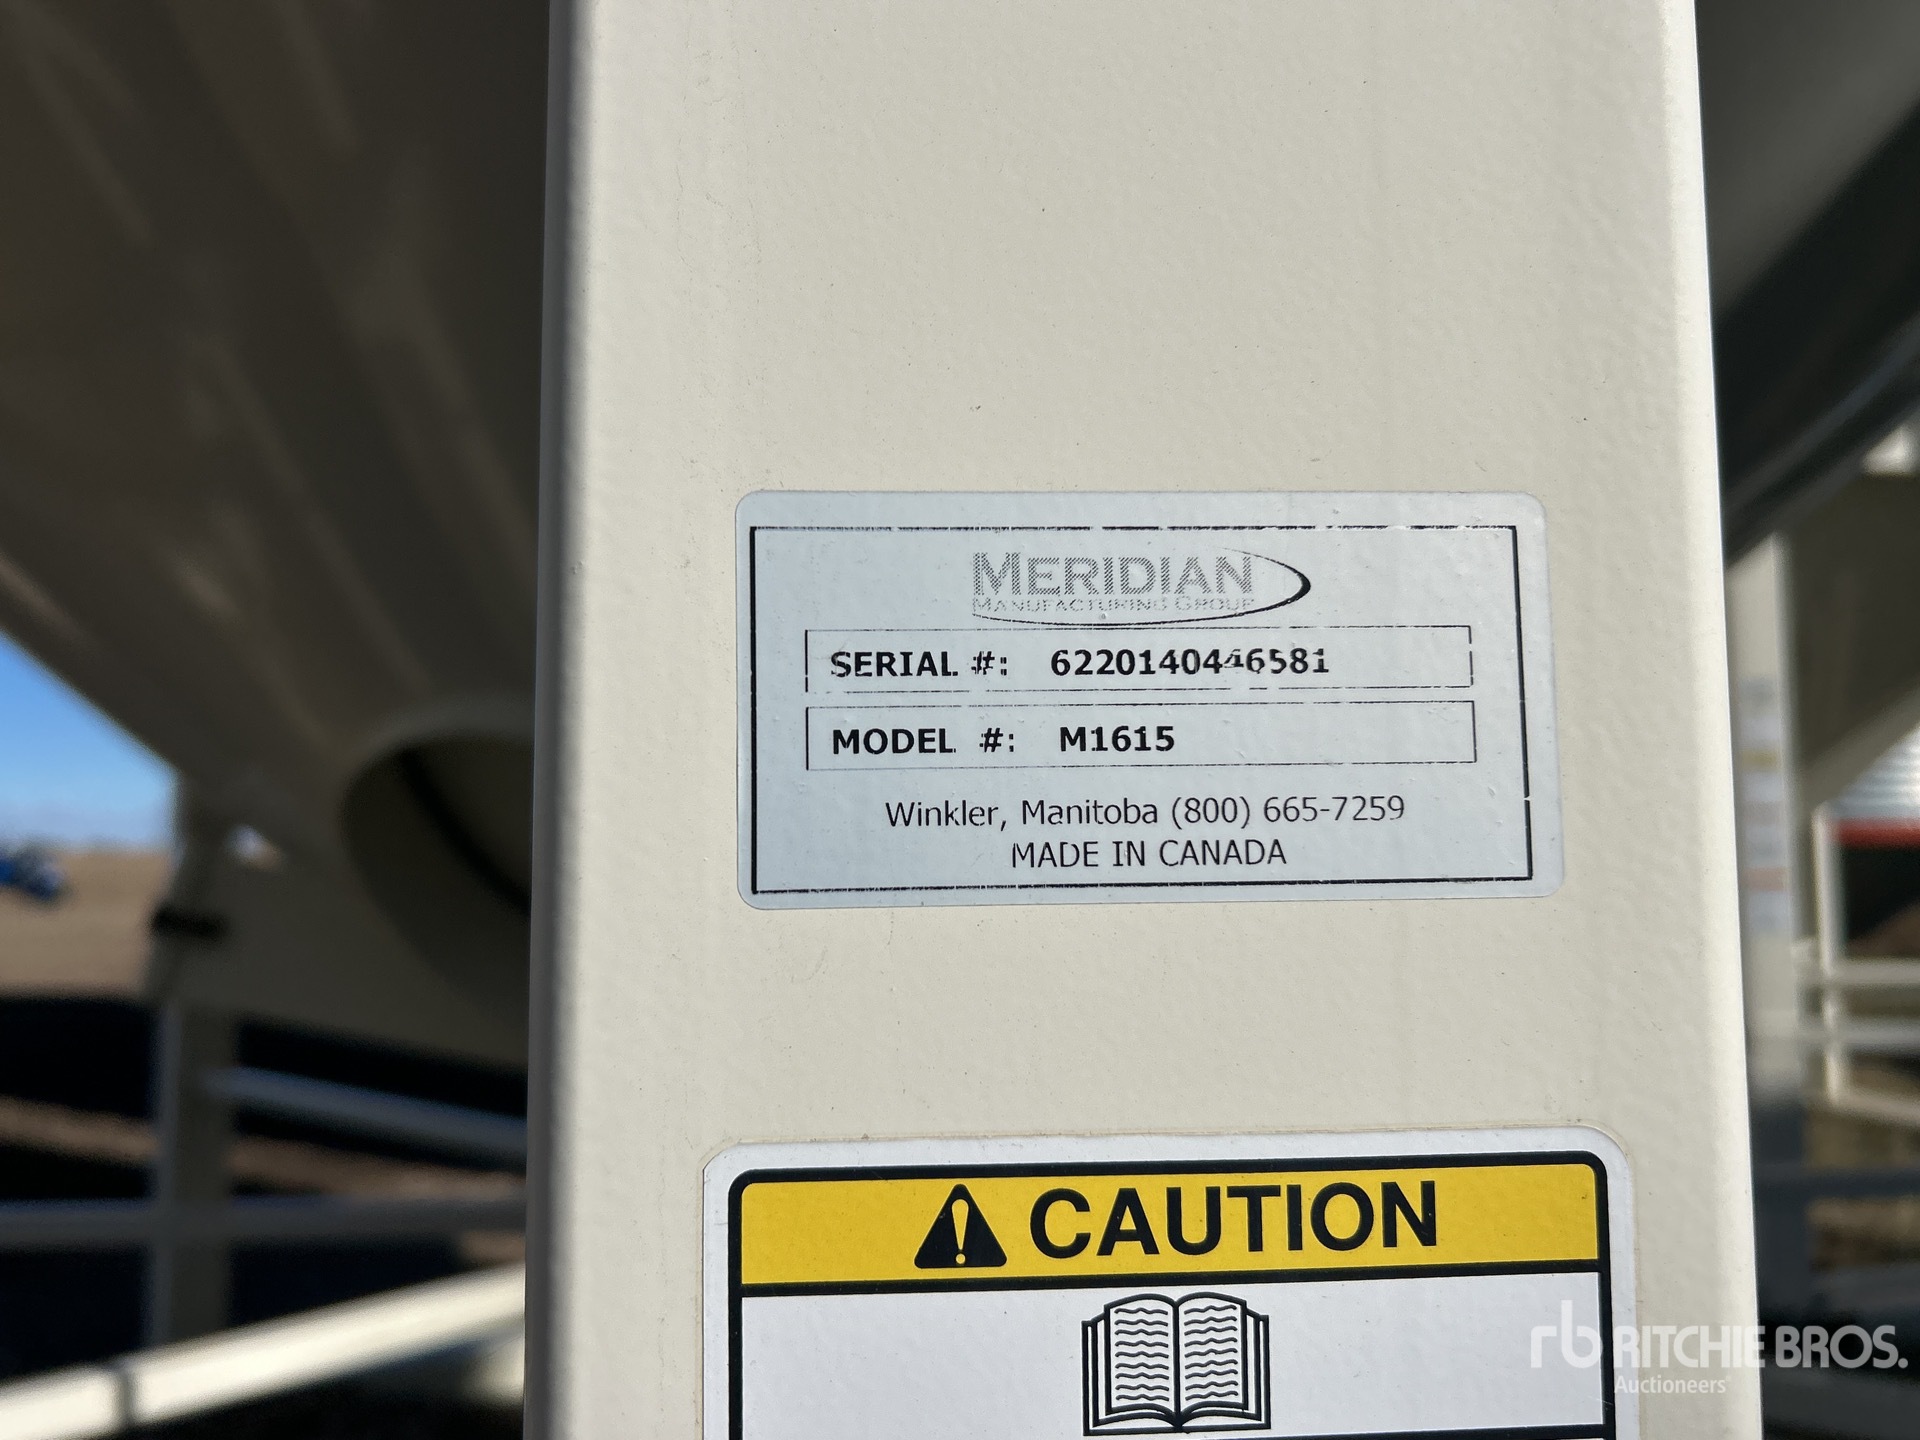 MERIDIAN
MANUFACTURING GROUP
SERIAL #: 6220140446581
MODEL #: M1615
Winkler, Manitoba (800) 665-7259
MADE IN CANADA
CAUTION
rb RITCHIE BROS.
Auctioneers